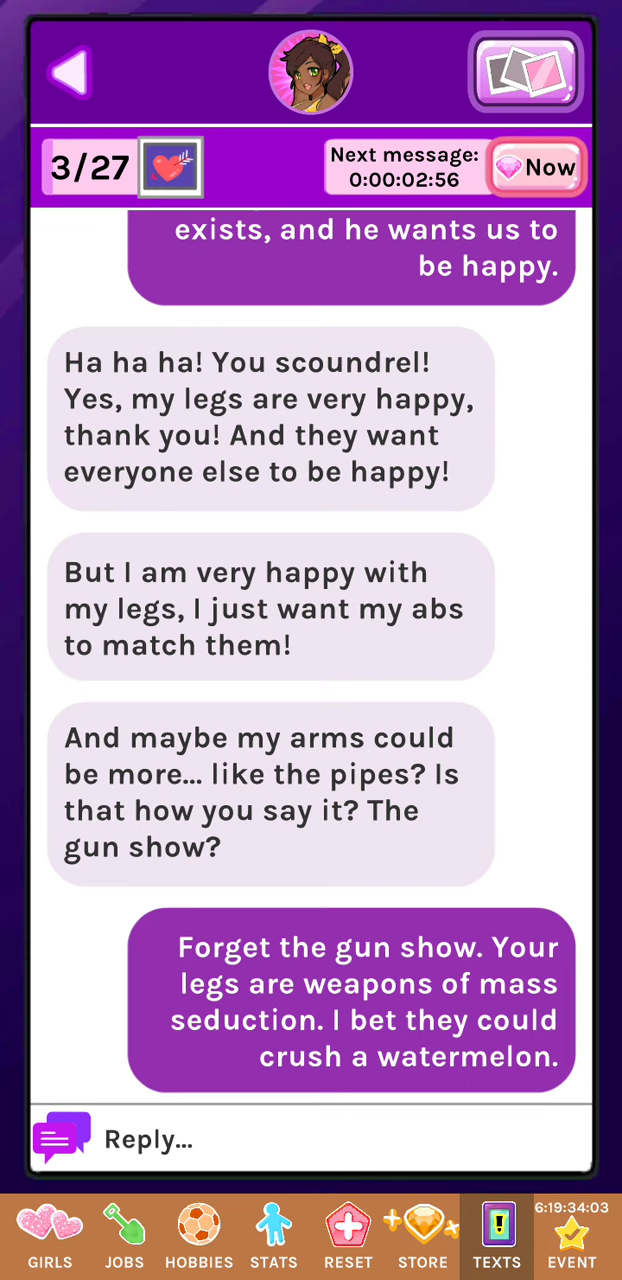 3/27
Next message:
0:00:02:56
Now
exists, and he wants us to
be happy.
Ha ha ha! You scoundrel!
Yes, my legs are very happy,
thank you! And they want
everyone else to be happy!
But I am very happy with
my legs, I just want my abs
to match them!
And maybe my arms could
be more... like the pipes? Is
that how you say it? The
gun show?
Forget the gun show. Your
legs are weapons of mass
seduction. I bet they could
crush a watermelon.
Reply...
6:19:34:03
GIRLS JOBS HOBBIES STATS RESET STORE TEXTS EVENT